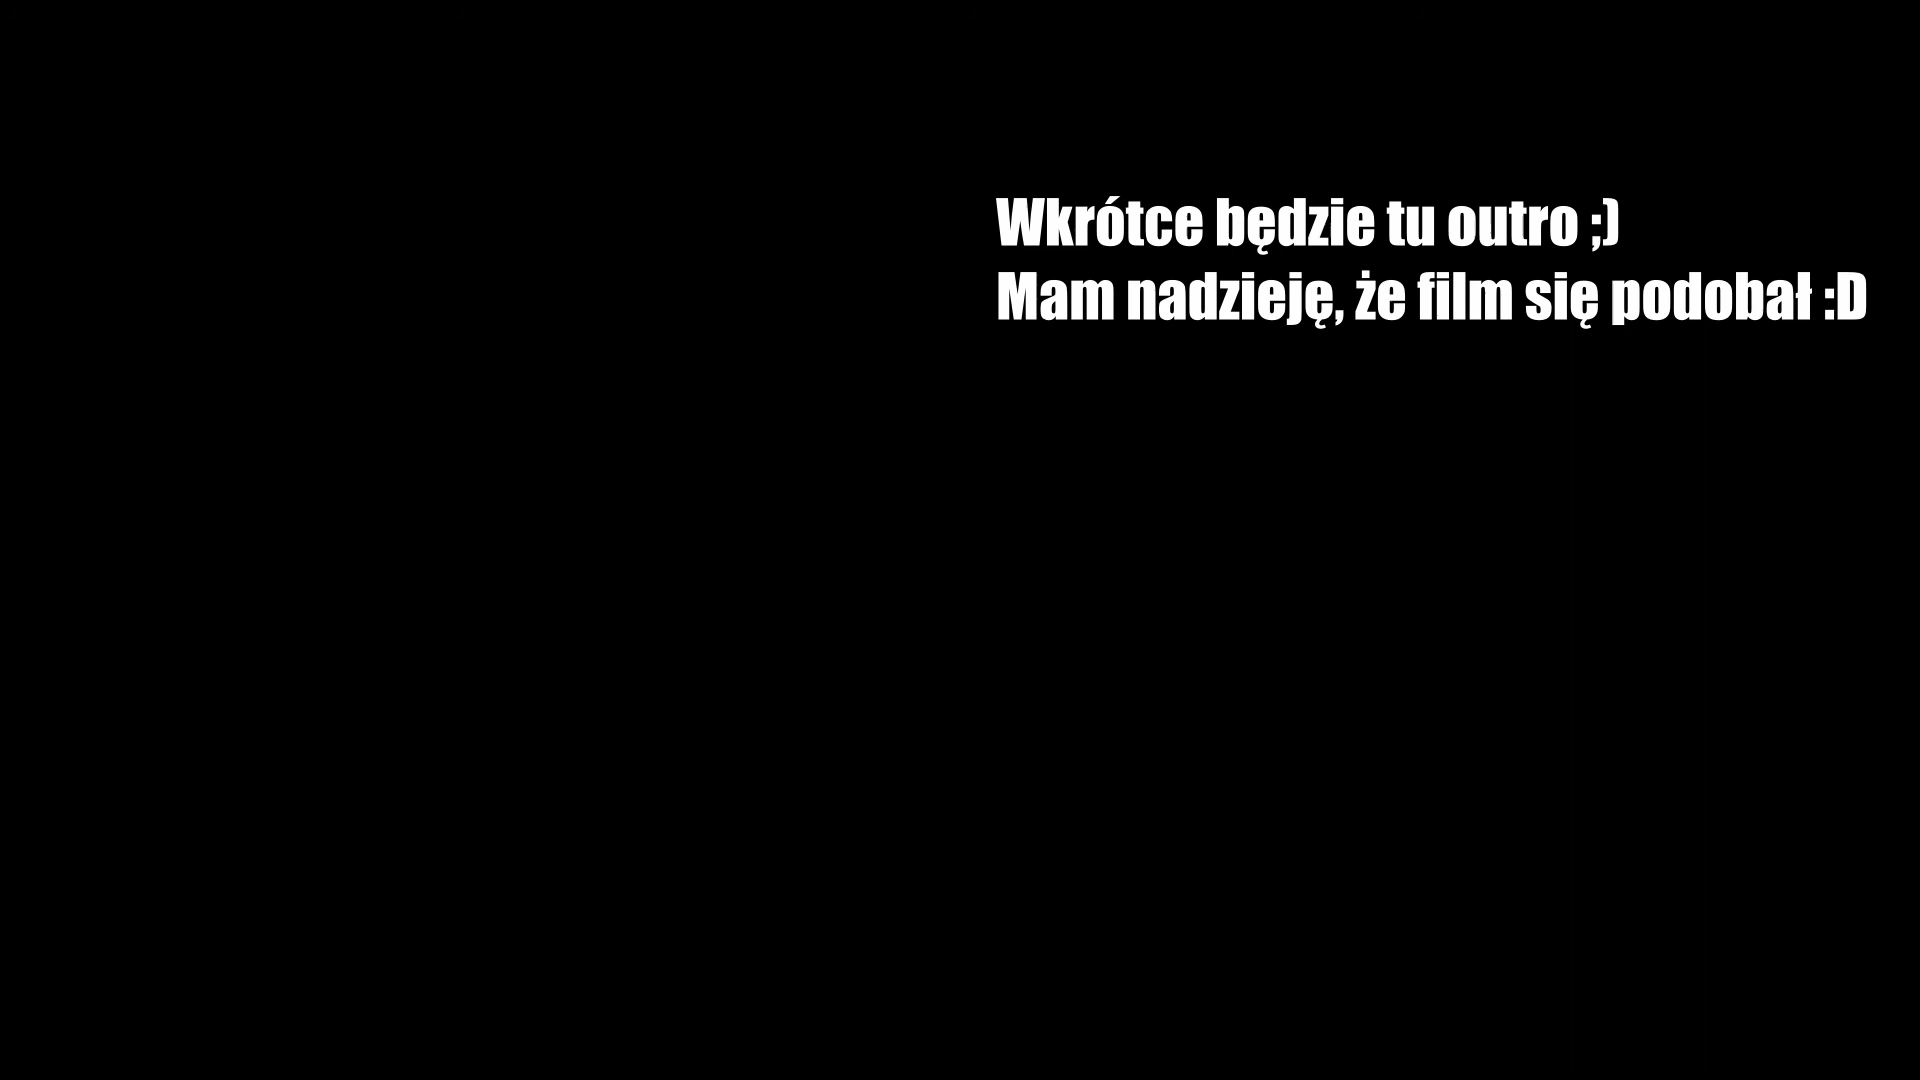 Wkrótce będzie tu outro ;)
Mam nadzieję, że film się podobał :D